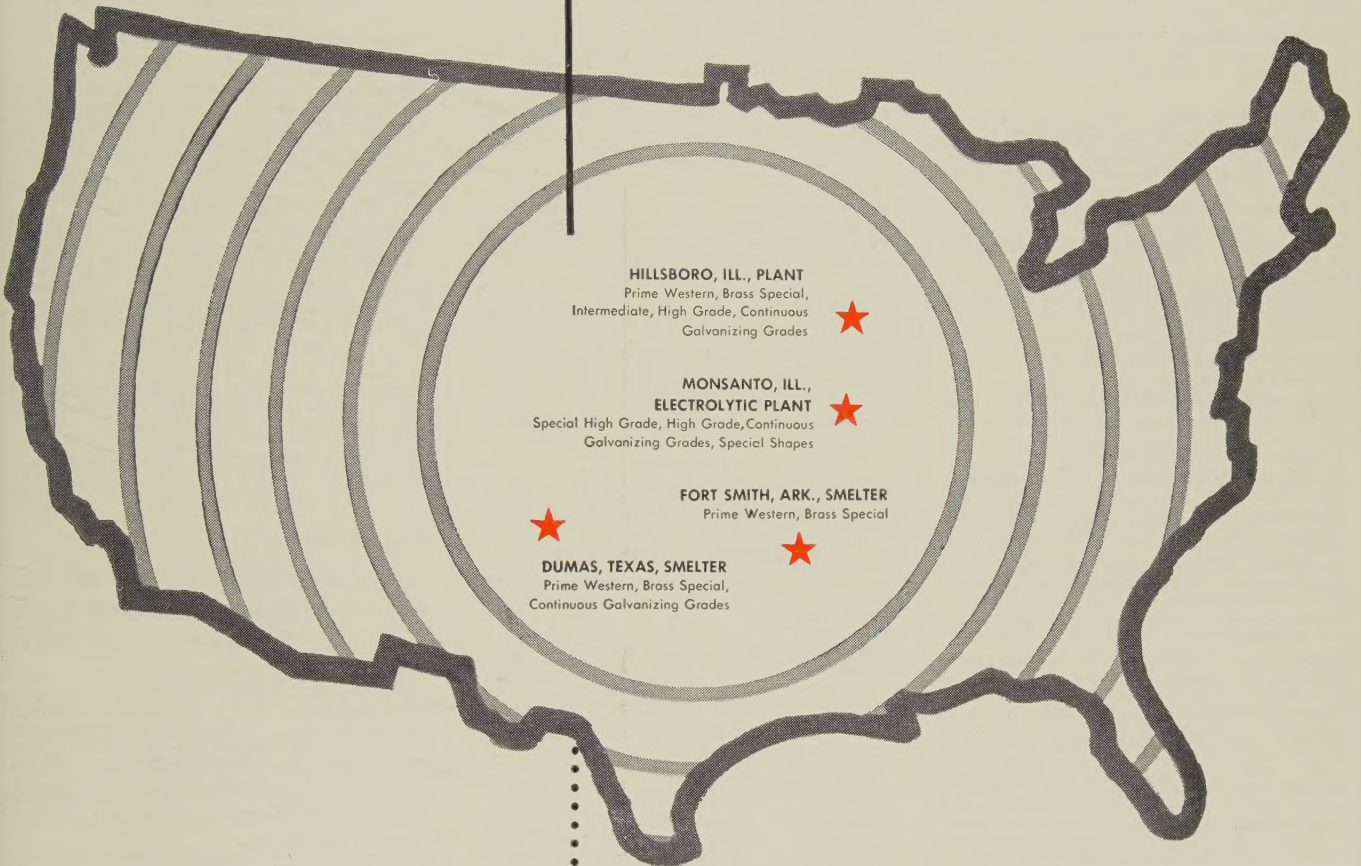 HILLSBORO, ILL., PLANT
Prime Western, Brass Special,
Intermediate, High Grade, Continuous
Galvanizing Grades
MONSANTO, ILL.,
ELECTROLYTIC PLANT
Special High Grade, High Grade,Continuous
Galvanizing Grades, Special Shapes
FORT SMITH, ARK., SMELTER
Prime Western, Brass Special
DUMAS, TEXAS, SMELTER
Prime Western, Brass Special,
Continuous Galvanizing Grades